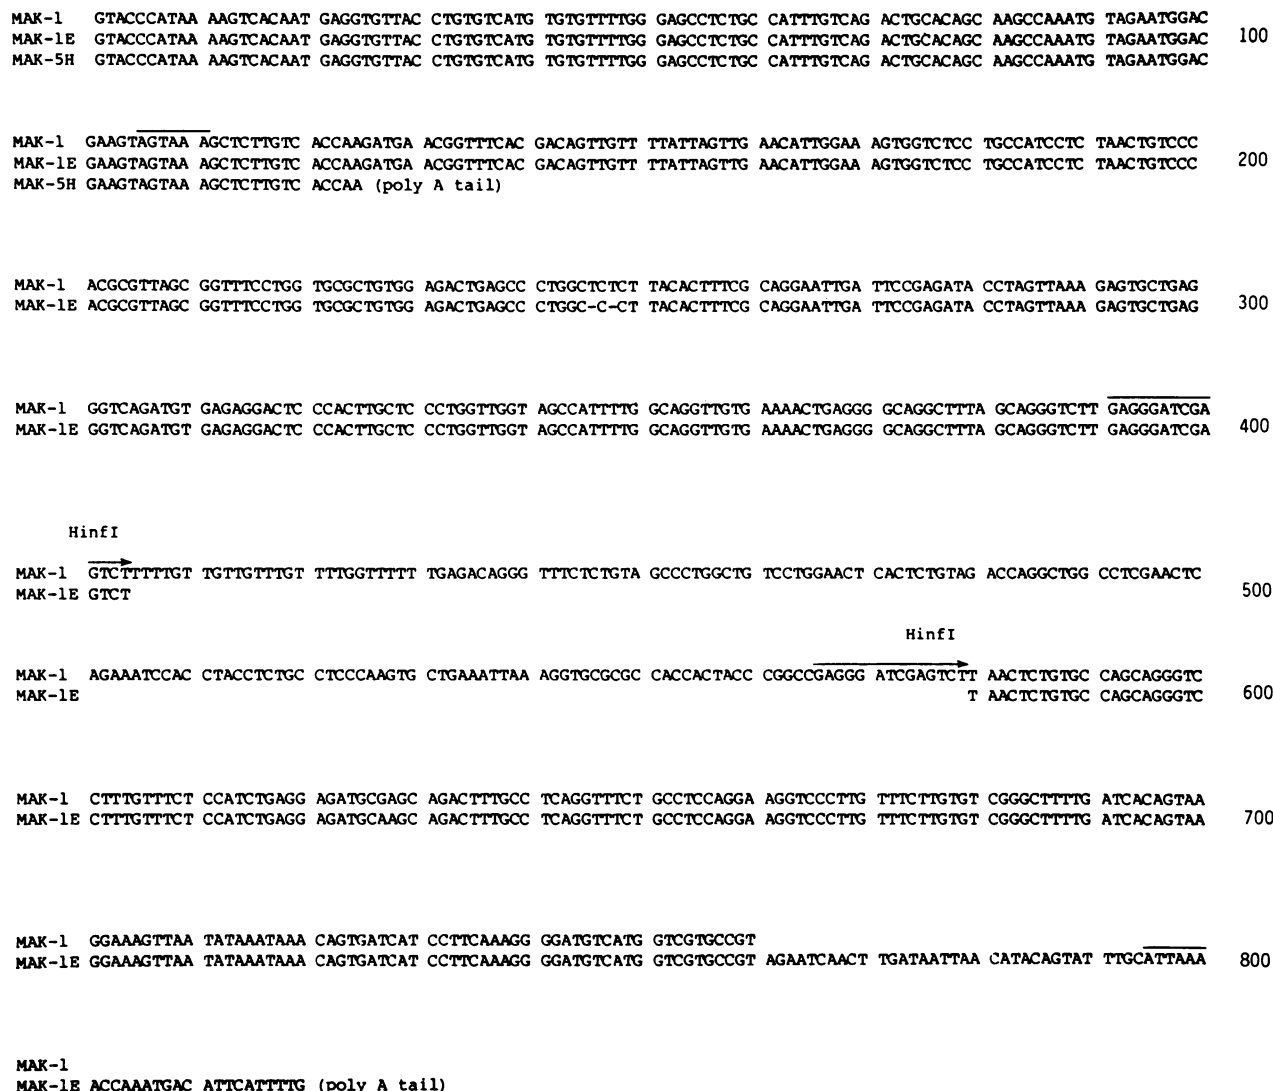 MAK-1 GTACCCATAA AAGTCACAAT GAGGTGTTAC CTGTGTCATG TGTGTTTTGG GAGCCTCTGC CATTTGTCAG ACTGCACAGC AAGCCAAATG TAGAATGGAC
MAK-1E GTACCCATAA AAGTCACAAT GAGGTGTTAC CTGTGTCATG TGTGTTTTGG GAGCCTCTGC CATTTGTCAG ACTGCACAGC AAGCCAAATG TAGAATGGAC 100
MAK-5H GTACCCATAA AAGTCACAAT GAGGTGTTAC CTGTGTCATG TGTGTTTTGG GAGCCTCTGC CATTTGTCAG ACTGCACAGC AAGCCAAATG TAGAATGGAC
MAK-1 GAAGTAGTAA AGCTCTTGTC ACCAAGATGA ACGGTTTCAC GACAGTTGTT TTATTAGTTG AACATTGGAA AGTGGTCTCC TGCCATCCTC TAACTGTCCC
MAK-1E GAAGTAGTAA AGCTCTTGTC ACCAAGATGA ACGGTTTCAC GACAGTTGTT TTATTAGTTG AACATTGGAA AGTGGTCTCC TGCCATCCTC TAACTGTCCC 200
MAK-5H GAAGTAGTAA AGCTCTTGTC ACCAA (poly A tail)
MAK-1 ACGCGTTAGC GGTTTCCTGG TGCGCTGTGG AGACTGAGCC CTGGCTCTCT TACACTTTCG CAGGAATTGA TTCCGAGATA CCTAGTTAAA GAGTGCTGAG
MAK-1E ACGCGTTAGC GGTTTCCTGG TGCGCTGTGG AGACTGAGCC CTGGC-C-CT TACACTTTCG CAGGAATTGA TTCCGAGATA CCTAGTTAAA GAGTGCTGAG 300
MAK-1 GGTCAGATGT GAGAGGACTC CCACTTGCTC CCTGGTTGGT AGCCATTTTG GCAGGTTGTG AAAACTGAGGG GCAGGCTTTA GCAGGGTCTT GAGGGATCGA
MAK-1E GGTCAGATGT GAGAGGACTC CCACTTGCTC CCTGGTTGGT AGCCATTTTG GCAGGTTGTG AAAACTGAGGG GCAGGCTTTA GCAGGGTCTT GAGGGATCGA 400
HinfI
MAK-1 GTCTTTTTGT TGTTGTTTGT TTTGGTTTTT TGAGACAGGG TTTCTCTGTA GCCCTGGCTG TCCTGGAACT CACTCTGTAG ACCAGGCTGG CCTCGAACTC
MAK-1E GTCT 500
HinfI
MAK-1 AGAAATCCAC CTACCTCTGC CTCCCAAGTG CTGAAATTAA AGGTGCGCGC CACCACTACC CGGCCGAGGG ATCGAGTCTT AACTCTGTGC CAGCAGGGTC
MAK-1E T AACTCTGTGC CAGCAGGGTC 600
MAK-1 CTTTGTTTCT CCATCTGAGG AGATGCGAGC AGACTTTGCC TCAGGTTTCT GCCTCCAGGA AGGTCCCTTG TTTCTTGTGT CGGGCTTTTG ATCACAGTAA
MAK-1E CTTTGTTTCT CCATCTGAGG AGATGCAAGC AGACTTTGCC TCAGGTTTCT GCCTCCAGGA AGGTCCCTTG TTTCTTGTGT CGGGCTTTTG ATCACAGTAA 700
MAK-1 GGAAAGTTAA TATAAATAAA CAGTGATCAT CCTTCAAAGG GGATGTCATG GTCGTGCCGT
MAK-1E GGAAAGTTAA TATAAATAAA CAGTGATCAT CCTTCAAAGG GGATGTCATG GTCGTGCCGT AGAATCAACT TGATAATTAA CATACAGTAT TTGCATTAAA 800
MAK-1
MAK-1E ACCAAATGAC ATTCATTTTG (poly A tail)